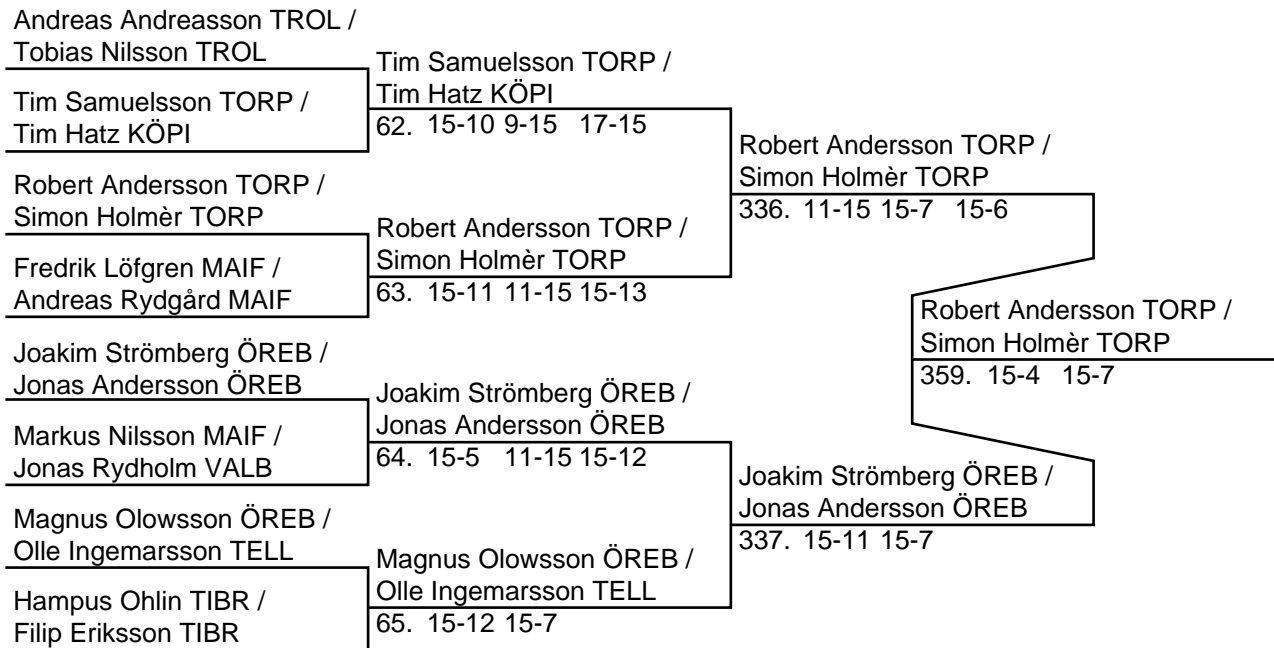 Andreas Andreasson TROL /
Tobias Nilsson TROL
Tim Samuelsson TORP /
Tim Hatz KÖPI
Robert Andersson TORP /
Simon Holmèr TORP
Fredrik Löfgren MAIF /
Andreas Rydgård MAIF
Joakim Strömberg ÖREB /
Jonas Andersson ÖREB
Markus Nilsson MAIF /
Jonas Rydholm VALB
Magnus Olowsson ÖREB /
Olle Ingemarsson TELL
Hampus Ohlin TIBR /
Filip Eriksson TIBR
Tim Samuelsson TORP /
Tim Hatz KÖPI
62. 15-10 9-15 17-15
Robert Andersson TORP /
Simon Holmèr TORP
63. 15-11 11-15 15-13
Joakim Strömberg ÖREB /
Jonas Andersson ÖREB
64. 15-5 11-15 15-12
Magnus Olowsson ÖREB /
Olle Ingemarsson TELL
65. 15-12 15-7
Robert Andersson TORP /
Simon Holmèr TORP
336. 11-15 15-7 15-6
Joakim Strömberg ÖREB /
Jonas Andersson ÖREB
337. 15-11 15-7
Robert Andersson TORP /
Simon Holmèr TORP
359. 15-4 15-7